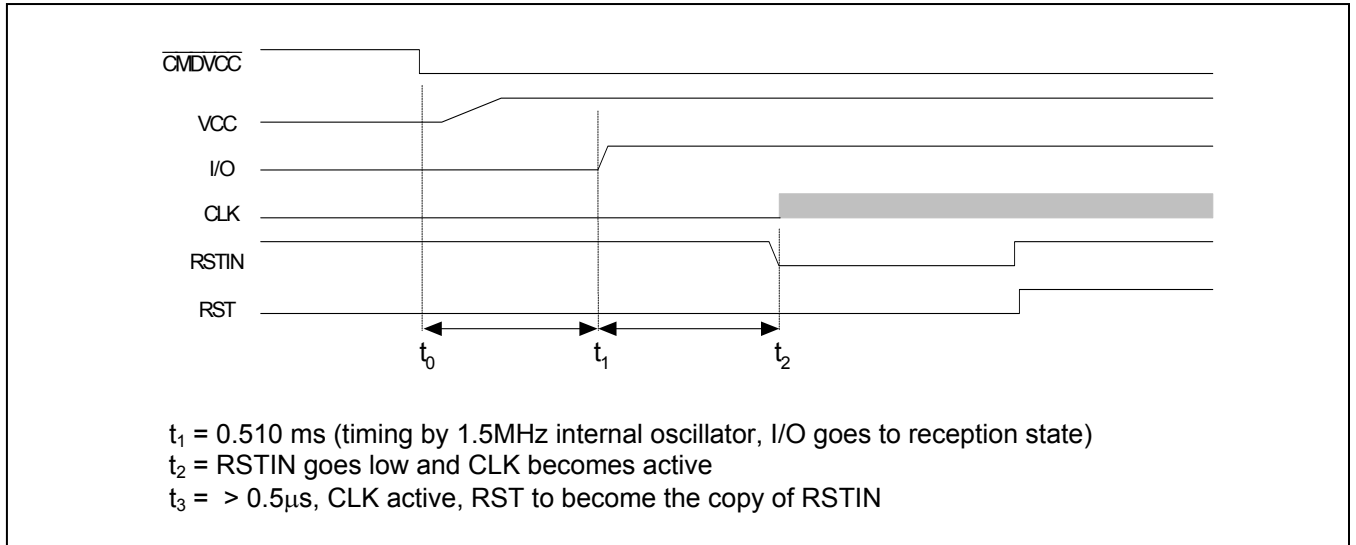 CMDVCC
VCC
I/O
CLK
RSTIN
RST
t0 t1 t2
t1 = 0.510 ms (timing by 1.5MHz internal oscillator, I/O goes to reception state)
t2 = RSTIN goes low and CLK becomes active
t3 = > 0.5μs, CLK active, RST to become the copy of RSTIN